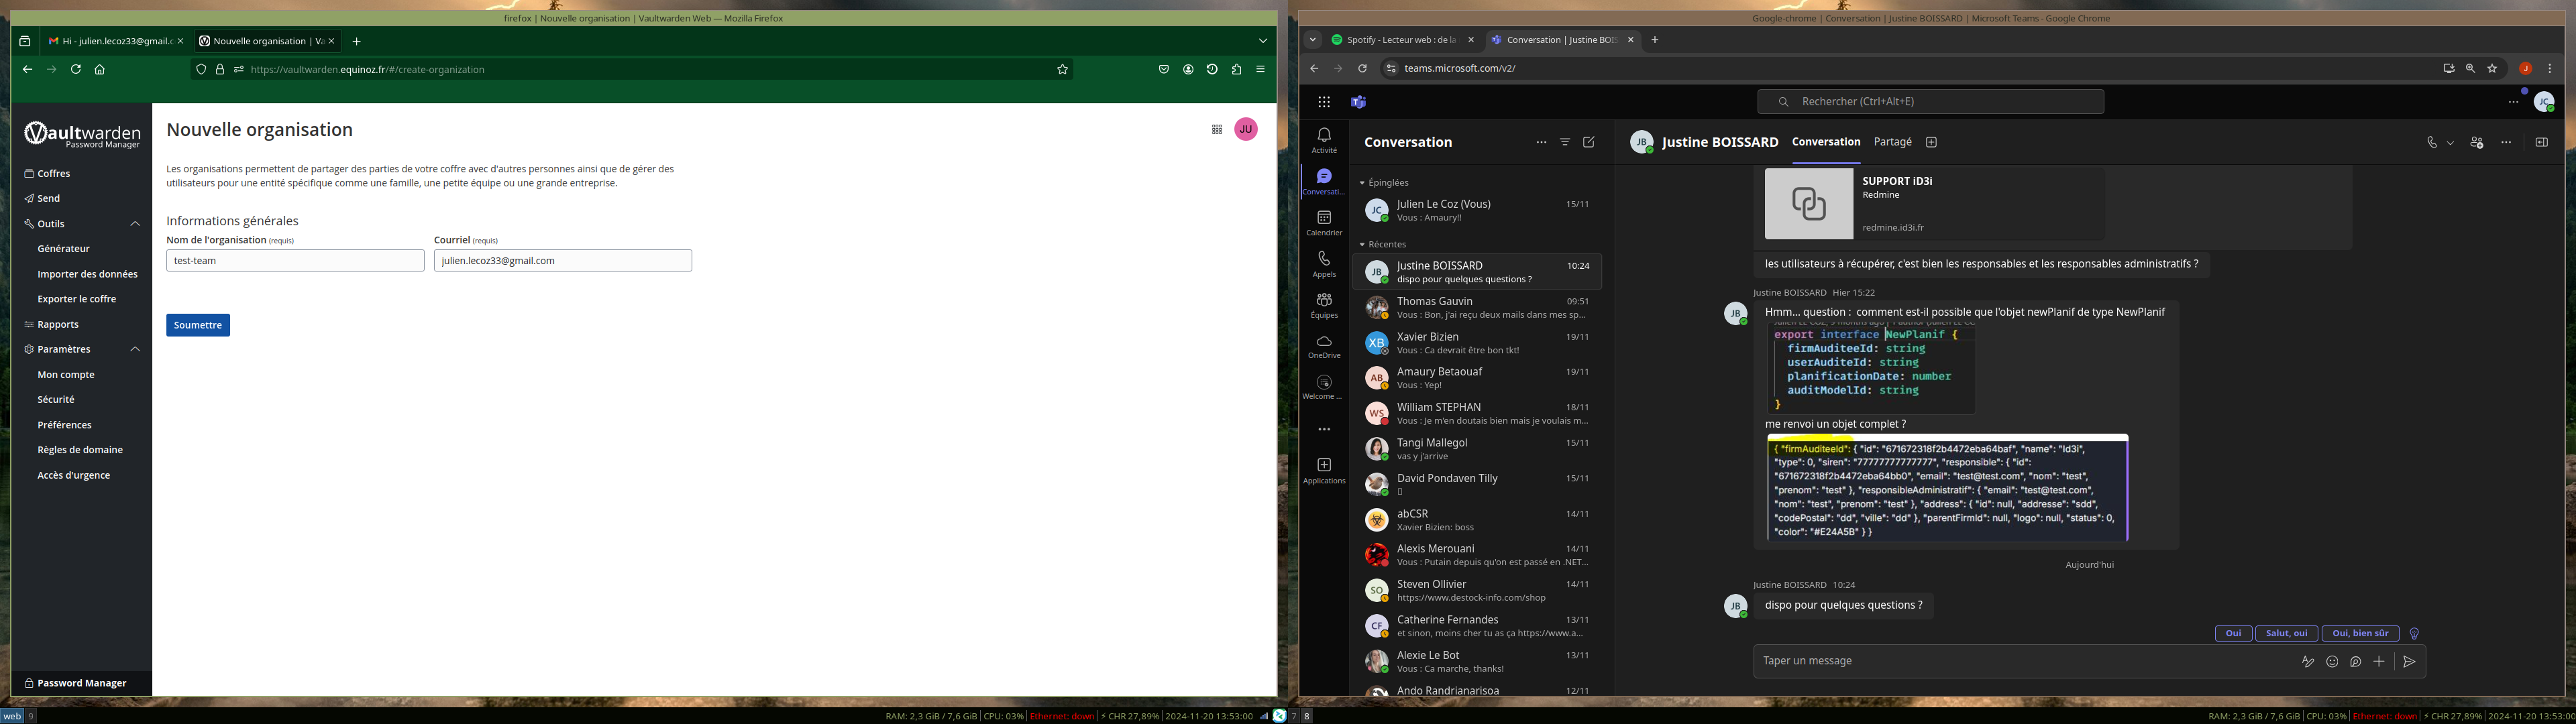 firefox | Nouvelle organisation | Vaultwarden Web — Mozilla Firefox
Hi - julien.lecoz33@gmail.c
Nouvelle organisation | Va
https://vaultwarden.equinoz.fr/#/create-organization
Vaultwarden
Password Manager
Coffres
Send
Outils
Générateur
Importer des données
Exporter le coffre
Rapports
Paramètres
Mon compte
Sécurité
Préférences
Règles de domaine
Accès d'urgence
Password Manager
Nouvelle organisation
JU
Les organisations permettent de partager des parties de votre coffre avec d'autres personnes ainsi que de gérer des
utilisateurs pour une entité spécifique comme une famille, une petite équipe ou une grande entreprise.
Informations générales
Nom de l'organisation (requis)
Courriel (requis)
test-team
julien.lecoz33@gmail.com
Soumettre
web 9
RAM: 2,3 GiB / 7,6 GiB | CPU: 03% | Ethernet: down | ⚡ CHR 27,89% | 2024-11-20 13:53:00
Google-chrome | Conversation | Justine BOISSARD | Microsoft Teams - Google Chrome
Spotify - Lecteur web : de la
Conversation | Justine BOIS
teams.microsoft.com/v2/
J
Rechercher (Ctrl+Alt+E)
JC
Activité
Conversati...
Calendrier
Appels
Équipes
OneDrive
Welcome ...
Applications
Conversation
Épinglées
JC
Julien Le Coz (Vous) 15/11
Vous : Amaury!!
Récentes
JB
Justine BOISSARD 10:24
dispo pour quelques questions ?
Thomas Gauvin 09:51
Vous : Bon, j'ai reçu deux mails dans mes sp...
XB
Xavier Bizien 19/11
Vous : Ca devrait être bon tkt!
AB
Amaury Betaouaf 19/11
Vous : Yep!
WS
William STEPHAN 18/11
Vous : Je m'en doutais bien mais je voulais m...
Tangi Mallegol 15/11
vas y j'arrive
David Pondaven Tilly 15/11
abCSR 14/11
Xavier Bizien: boss
Alexis Merouani 14/11
Vous : Putain depuis qu'on est passé en .NET...
SO
Steven Ollivier 14/11
https://www.destock-info.com/shop
CF
Catherine Fernandes 13/11
et sinon, moins cher tu as ça https://www.a...
Alexie Le Bot 13/11
Vous : Ca marche, thanks!
Ando Randrianarisoa 12/11
JB
Justine BOISSARD Conversation Partagé
SUPPORT iD3i
Redmine
redmine.id3i.fr
les utilisateurs à récupérer, c'est bien les responsables et les responsables administratifs ?
Justine BOISSARD Hier 15:22
JB
Hmm... question : comment est-il possible que l'objet newPlanif de type NewPlanif
export interface NewPlanif {
firmAuditeeId: string
userAuditeId: string
planificationDate: number
auditModelId: string
}
me renvoi un objet complet ?
{ "firmAuditeeId": { "id": "671672318f2b4472eba64baf", "name": "Id3i",
"type": 0, "siren": "77777777777777", "responsible": { "id":
"671672318f2b4472eba64bb0", "email": "test@test.com", "nom": "test",
"prenom": "test" }, "responsibleAdministratif": { "email": "test@test.com",
"nom": "test", "prenom": "test" }, "address": { "id": null, "addresse": "sdd",
"codePostal": "dd", "ville": "dd" }, "parentFirmId": null, "logo": null, "status": 0,
"color": "#E24A5B" } }
Aujourd'hui
Justine BOISSARD 10:24
JB
dispo pour quelques questions ?
Oui
Salut, oui
Oui, bien sûr
Taper un message
7 8
RAM: 2,3 GiB / 7,6 GiB | CPU: 03% | Ethernet: down | ⚡ CHR 27,89% | 2024-11-20 13:53:0